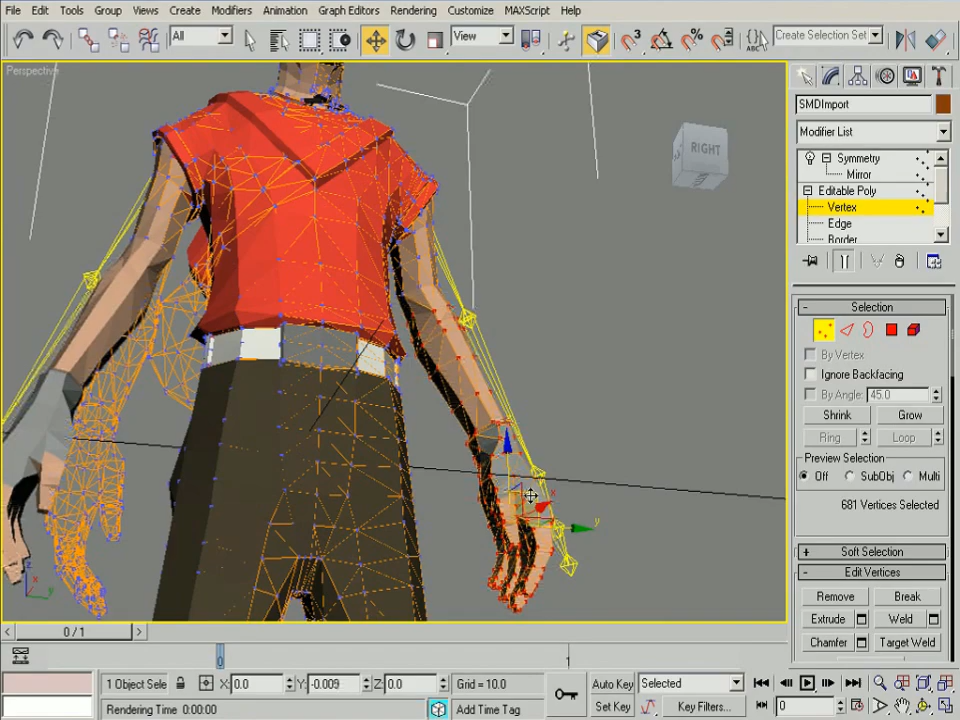 File Edit Tools Group Views Create Modifiers Animation Graph Editors Rendering Customize MAXScript Help
All View 3 % ABC Create Selection Set
Perspective
RIGHT
SMDImport
Modifier List
Symmetry
Mirror
Editable Poly
Vertex
Edge
Border
- Selection
By Vertex
Ignore Backfacing
By Angle: 45.0
Shrink Grow
Ring Loop
Preview Selection
Off SubObj Multi
681 Vertices Selected
+ Soft Selection
- Edit Vertices
Remove Break
Extrude Weld
Chamfer Target Weld
x
y
z
x
y
< 0 / 1 >
0 1
1 Object Sele X: 0.0 Y: -0.009 Z: 0.0 Grid = 10.0 Auto Key Selected
Rendering Time 0:00:00 Add Time Tag Set Key Key Filters... 0